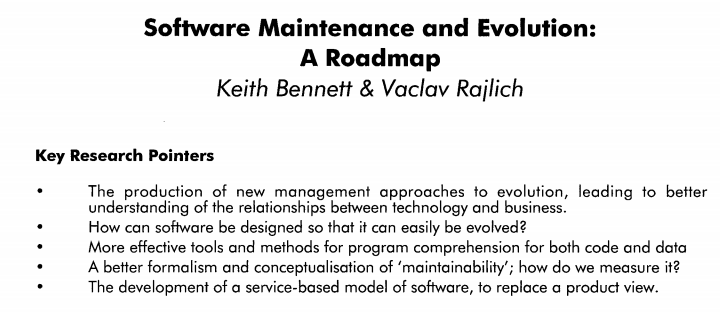 Software Maintenance and Evolution:
A Roadmap
Keith Bennett & Vaclav Rajlich
Key Research Pointers
• The production of new management approaches to evolution, leading to better
understanding of the relationships between technology and business.
• How can software be designed so that it can easily be evolved?
• More effective tools and methods for program comprehension for both code and data
• A better formalism and conceptualisation of ‘maintainability’; how do we measure it?
• The development of a service-based model of software, to replace a product view.